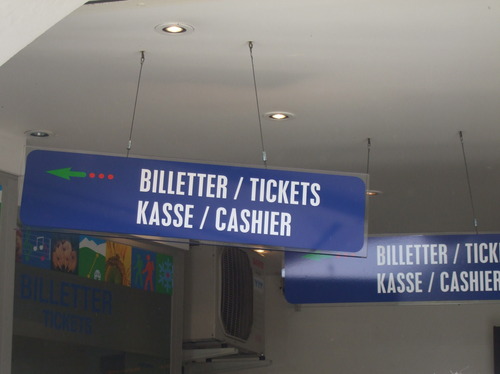 BILLETTER / TICKETS
KASSE / CASHIER
BILLETTER / TICK
KASSE / CASHIER
BILLETTER
TICKETS